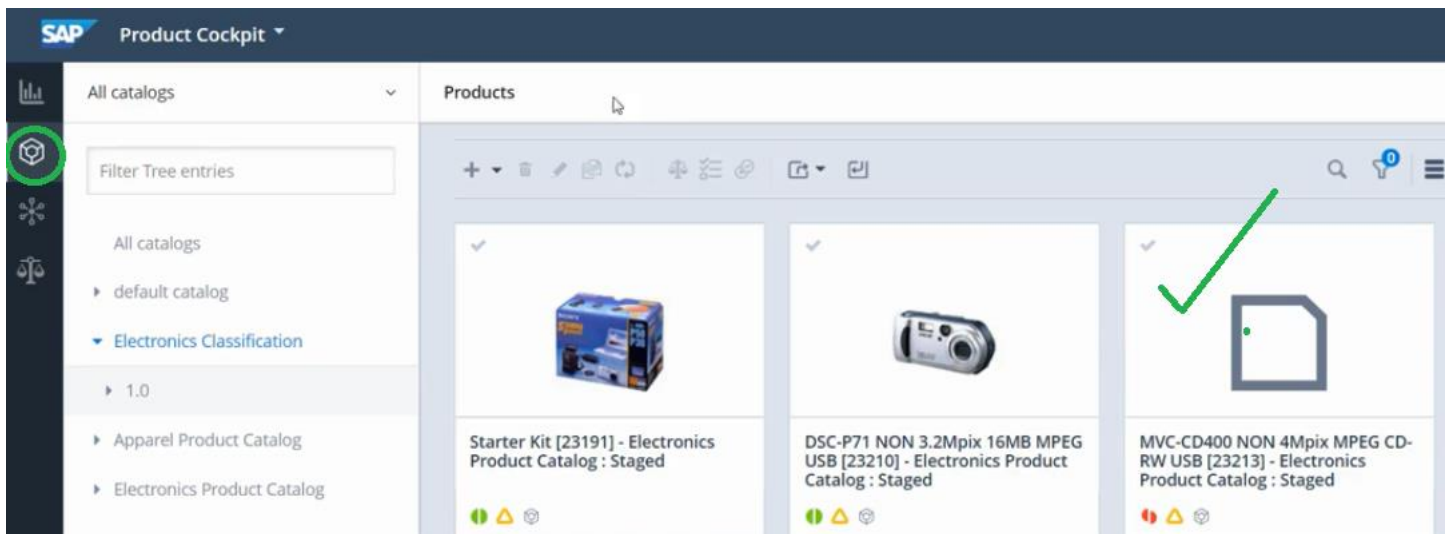 SAP Product Cockpit
All catalogs
Products
Filter Tree entries
0
All catalogs
default catalog
Electronics Classification
1.0
Apparel Product Catalog
Electronics Product Catalog
Starter Kit [23191] - Electronics
Product Catalog : Staged
DSC-P71 NON 3.2Mpix 16MB MPEG
USB [23210] - Electronics Product
Catalog : Staged
MVC-CD400 NON 4Mpix MPEG CD-
RW USB [23213] - Electronics
Product Catalog : Staged